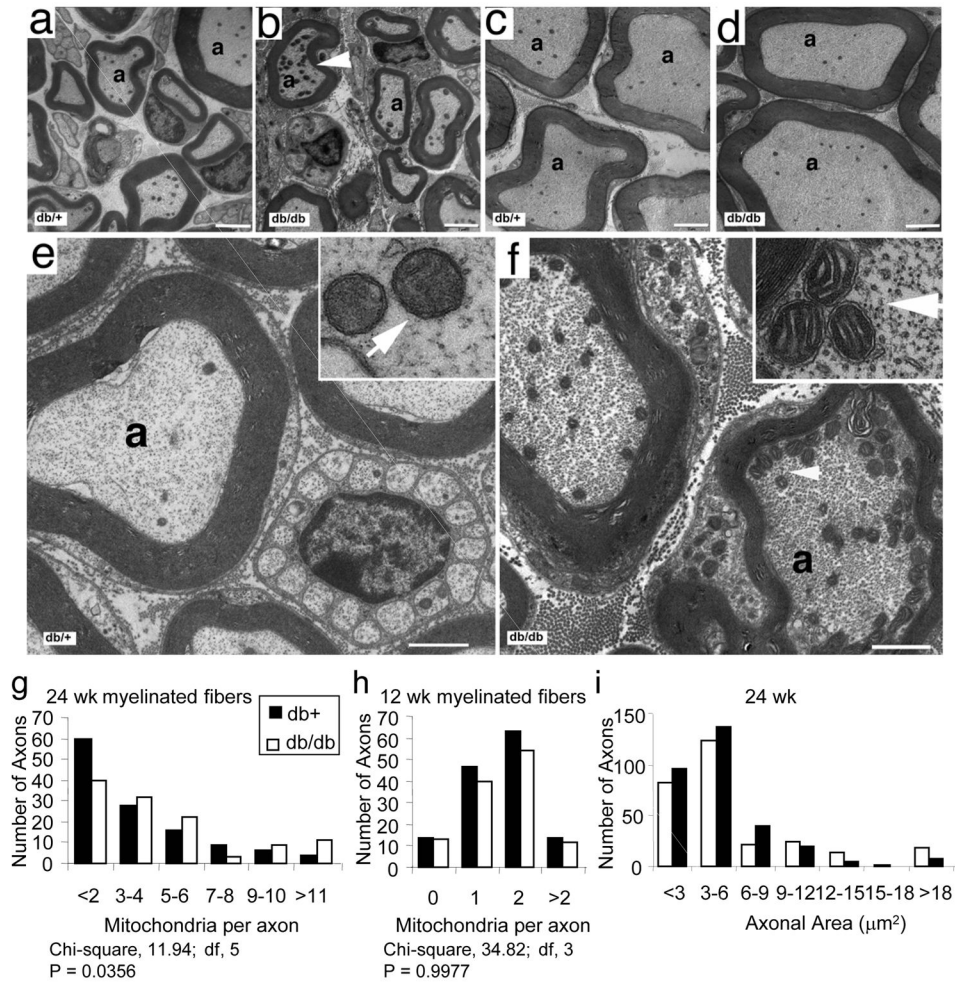 a
b
c
d
a
a
a
a
a
a
a
a
db/+
db/db
db/+
db/db
e
f
a
a
db/+
db/db
g
h
i
24 wk myelinated fibers
12 wk myelinated fibers
24 wk
db+
db/db
Number of Axons
70
60
50
40
30
20
10
0
<2 3-4 5-6 7-8 9-10 >11
Mitochondria per axon
Chi-square, 11.94; df, 5
P = 0.0356
Number of Axons
70
60
50
40
30
20
10
0
0 1 2 >2
Mitochondria per axon
Chi-square, 34.82; df, 3
P = 0.9977
Number of Axons
150
100
50
0
<3 3-6 6-9 9-12 12-15 15-18 >18
Axonal Area (μm²)